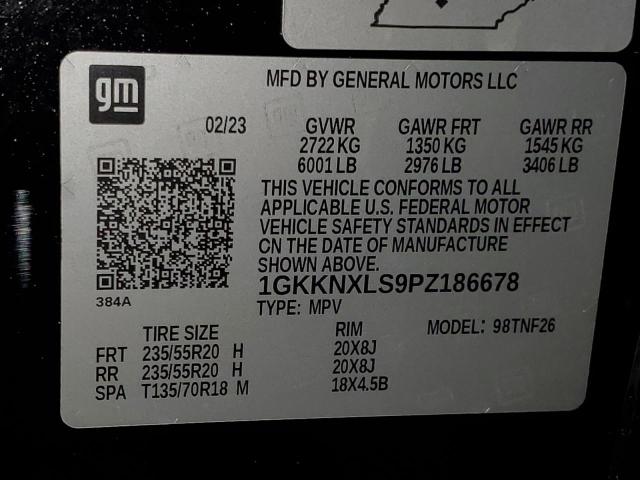 gm
MFD BY GENERAL MOTORS LLC
02/23 GVWR GAWR FRT GAWR RR
2722 KG 1350 KG 1545 KG
6001 LB 2976 LB 3406 LB
THIS VEHICLE CONFORMS TO ALL
APPLICABLE U.S. FEDERAL MOTOR
VEHICLE SAFETY STANDARDS IN EFFECT
ON THE DATE OF MANUFACTURE
SHOWN ABOVE.
1GKKNXLS9PZ186678
384A
TYPE: MPV
TIRE SIZE RIM MODEL: 98TNF26
FRT 235/55R20 H 20X8J
RR 235/55R20 H 20X8J
SPA T135/70R18 M 18X4.5B